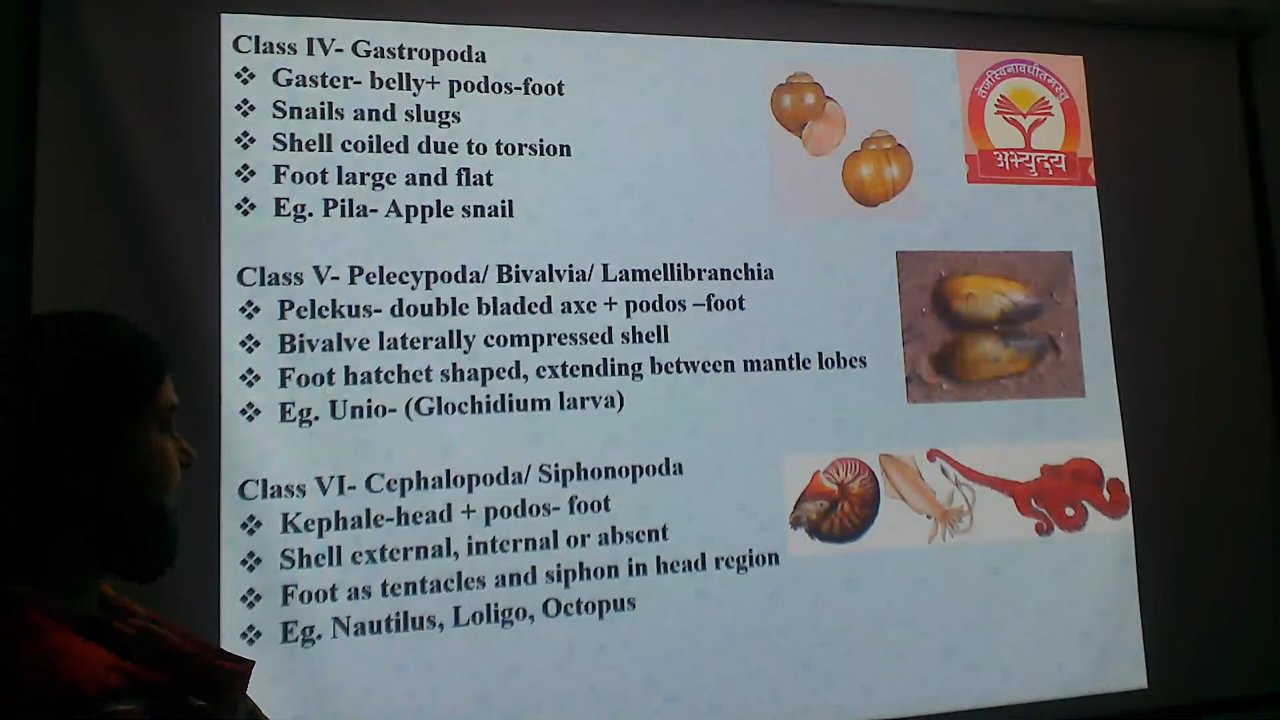 Class IV- Gastropoda
❖ Gaster- belly+ podos-foot
❖ Snails and slugs
❖ Shell coiled due to torsion
❖ Foot large and flat
❖ Eg. Pila- Apple snail
तेजस्विनावधीतमस्तु
अभ्युदय
Class V- Pelecypoda/ Bivalvia/ Lamellibranchia
❖ Pelekus- double bladed axe + podos –foot
❖ Bivalve laterally compressed shell
❖ Foot hatchet shaped, extending between mantle lobes
❖ Eg. Unio- (Glochidium larva)
Class VI- Cephalopoda/ Siphonopoda
❖ Kephale-head + podos- foot
❖ Shell external, internal or absent
❖ Foot as tentacles and siphon in head region
❖ Eg. Nautilus, Loligo, Octopus